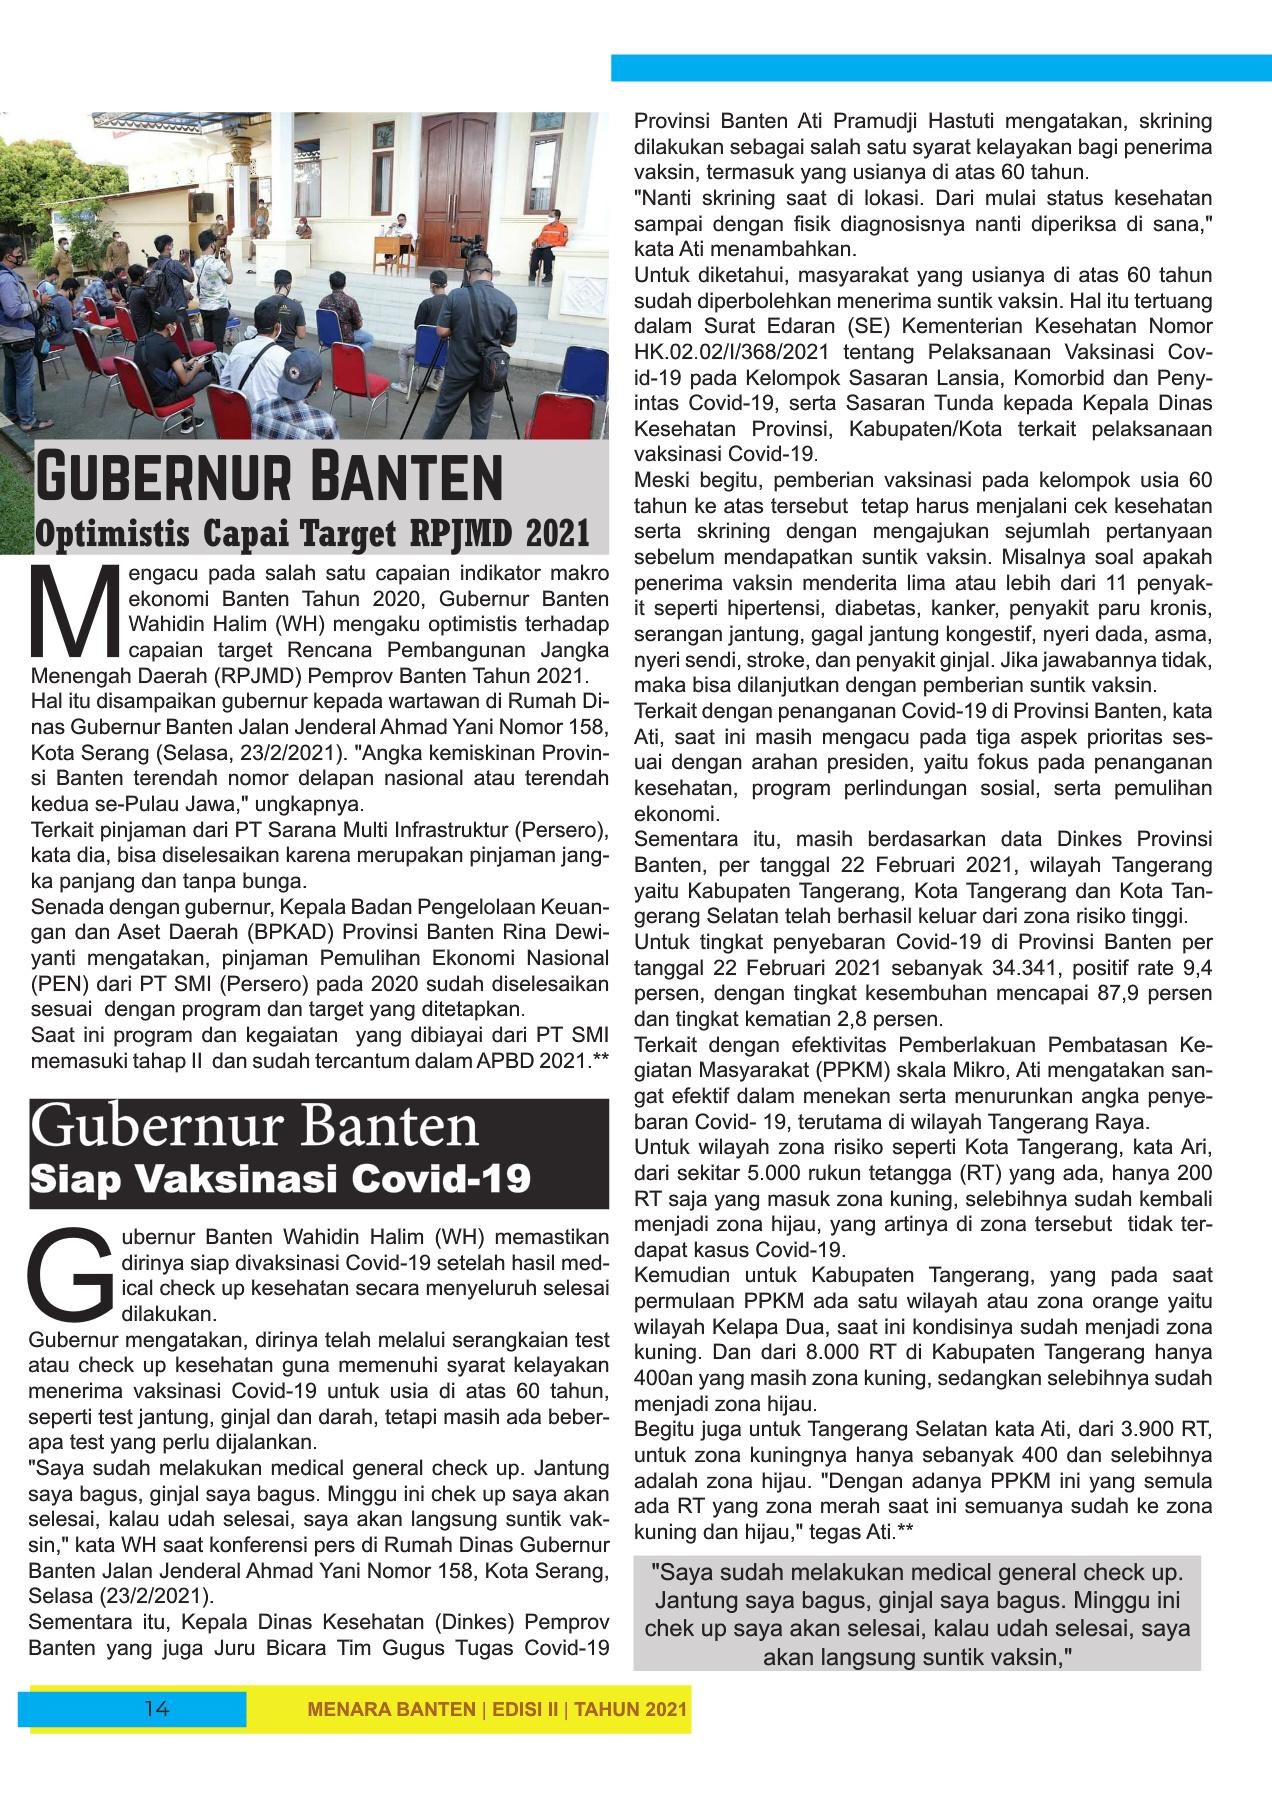 GUBERNUR BANTEN
Optimistis Capai Target RPJMD 2021
Mengacu pada salah satu capaian indikator makro
ekonomi Banten Tahun 2020, Gubernur Banten
Wahidin Halim (WH) mengaku optimistis terhadap
capaian target Rencana Pembangunan Jangka
Menengah Daerah (RPJMD) Pemprov Banten Tahun 2021.
Hal itu disampaikan gubernur kepada wartawan di Rumah Di-
nas Gubernur Banten Jalan Jenderal Ahmad Yani Nomor 158,
Kota Serang (Selasa, 23/2/2021). "Angka kemiskinan Provin-
si Banten terendah nomor delapan nasional atau terendah
kedua se-Pulau Jawa," ungkapnya.
Terkait pinjaman dari PT Sarana Multi Infrastruktur (Persero),
kata dia, bisa diselesaikan karena merupakan pinjaman jang-
ka panjang dan tanpa bunga.
Senada dengan gubernur, Kepala Badan Pengelolaan Keuan-
gan dan Aset Daerah (BPKAD) Provinsi Banten Rina Dewi-
yanti mengatakan, pinjaman Pemulihan Ekonomi Nasional
(PEN) dari PT SMI (Persero) pada 2020 sudah diselesaikan
sesuai  dengan program dan target yang ditetapkan.
Saat ini program dan kegaiatan  yang dibiayai dari PT SMI
memasuki tahap II  dan sudah tercantum dalam APBD 2021.**
Gubernur Banten
Siap Vaksinasi Covid-19
Gubernur Banten Wahidin Halim (WH) memastikan
dirinya siap divaksinasi Covid-19 setelah hasil med-
ical check up kesehatan secara menyeluruh selesai
dilakukan.
Gubernur mengatakan, dirinya telah melalui serangkaian test
atau check up kesehatan guna memenuhi syarat kelayakan
menerima vaksinasi Covid-19 untuk usia di atas 60 tahun,
seperti test jantung, ginjal dan darah, tetapi masih ada beber-
apa test yang perlu dijalankan.
"Saya sudah melakukan medical general check up. Jantung
saya bagus, ginjal saya bagus. Minggu ini chek up saya akan
selesai, kalau udah selesai, saya akan langsung suntik vak-
sin," kata WH saat konferensi pers di Rumah Dinas Gubernur
Banten Jalan Jenderal Ahmad Yani Nomor 158, Kota Serang,
Selasa (23/2/2021).
Sementara itu, Kepala Dinas Kesehatan (Dinkes) Pemprov
Banten yang juga Juru Bicara Tim Gugus Tugas Covid-19
Provinsi Banten Ati Pramudji Hastuti mengatakan, skrining
dilakukan sebagai salah satu syarat kelayakan bagi penerima
vaksin, termasuk yang usianya di atas 60 tahun.
"Nanti skrining saat di lokasi. Dari mulai status kesehatan
sampai dengan fisik diagnosisnya nanti diperiksa di sana,"
kata Ati menambahkan.
Untuk diketahui, masyarakat yang usianya di atas 60 tahun
sudah diperbolehkan menerima suntik vaksin. Hal itu tertuang
dalam Surat Edaran (SE) Kementerian Kesehatan Nomor
HK.02.02/I/368/2021 tentang Pelaksanaan Vaksinasi Cov-
id-19 pada Kelompok Sasaran Lansia, Komorbid dan Peny-
intas Covid-19, serta Sasaran Tunda kepada Kepala Dinas
Kesehatan Provinsi, Kabupaten/Kota terkait pelaksanaan
vaksinasi Covid-19.
Meski begitu, pemberian vaksinasi pada kelompok usia 60
tahun ke atas tersebut  tetap harus menjalani cek kesehatan
serta skrining dengan mengajukan sejumlah pertanyaan
sebelum mendapatkan suntik vaksin. Misalnya soal apakah
penerima vaksin menderita lima atau lebih dari 11 penyak-
it seperti hipertensi, diabetas, kanker, penyakit paru kronis,
serangan jantung, gagal jantung kongestif, nyeri dada, asma,
nyeri sendi, stroke, dan penyakit ginjal. Jika jawabannya tidak,
maka bisa dilanjutkan dengan pemberian suntik vaksin.
Terkait dengan penanganan Covid-19 di Provinsi Banten, kata
Ati, saat ini masih mengacu pada tiga aspek prioritas ses-
uai dengan arahan presiden, yaitu fokus pada penanganan
kesehatan, program perlindungan sosial, serta pemulihan
ekonomi.
Sementara itu, masih berdasarkan data Dinkes Provinsi
Banten, per tanggal 22 Februari 2021, wilayah Tangerang
yaitu Kabupaten Tangerang, Kota Tangerang dan Kota Tan-
gerang Selatan telah berhasil keluar dari zona risiko tinggi.
Untuk tingkat penyebaran Covid-19 di Provinsi Banten per
tanggal 22 Februari 2021 sebanyak 34.341, positif rate 9,4
persen, dengan tingkat kesembuhan mencapai 87,9 persen
dan tingkat kematian 2,8 persen.
Terkait dengan efektivitas Pemberlakuan Pembatasan Ke-
giatan Masyarakat (PPKM) skala Mikro, Ati mengatakan san-
gat efektif dalam menekan serta menurunkan angka penye-
baran Covid- 19, terutama di wilayah Tangerang Raya.
Untuk wilayah zona risiko seperti Kota Tangerang, kata Ari,
dari sekitar 5.000 rukun tetangga (RT) yang ada, hanya 200
RT saja yang masuk zona kuning, selebihnya sudah kembali
menjadi zona hijau, yang artinya di zona tersebut  tidak ter-
dapat kasus Covid-19.
Kemudian untuk Kabupaten Tangerang, yang pada saat
permulaan PPKM ada satu wilayah atau zona orange yaitu
wilayah Kelapa Dua, saat ini kondisinya sudah menjadi zona
kuning. Dan dari 8.000 RT di Kabupaten Tangerang hanya
400an yang masih zona kuning, sedangkan selebihnya sudah
menjadi zona hijau.
Begitu juga untuk Tangerang Selatan kata Ati, dari 3.900 RT,
untuk zona kuningnya hanya sebanyak 400 dan selebihnya
adalah zona hijau. "Dengan adanya PPKM ini yang semula
ada RT yang zona merah saat ini semuanya sudah ke zona
kuning dan hijau," tegas Ati.**
"Saya sudah melakukan medical general check up.
Jantung saya bagus, ginjal saya bagus. Minggu ini
chek up saya akan selesai, kalau udah selesai, saya
akan langsung suntik vaksin,"
14
MENARA BANTEN | EDISI II | TAHUN 2021